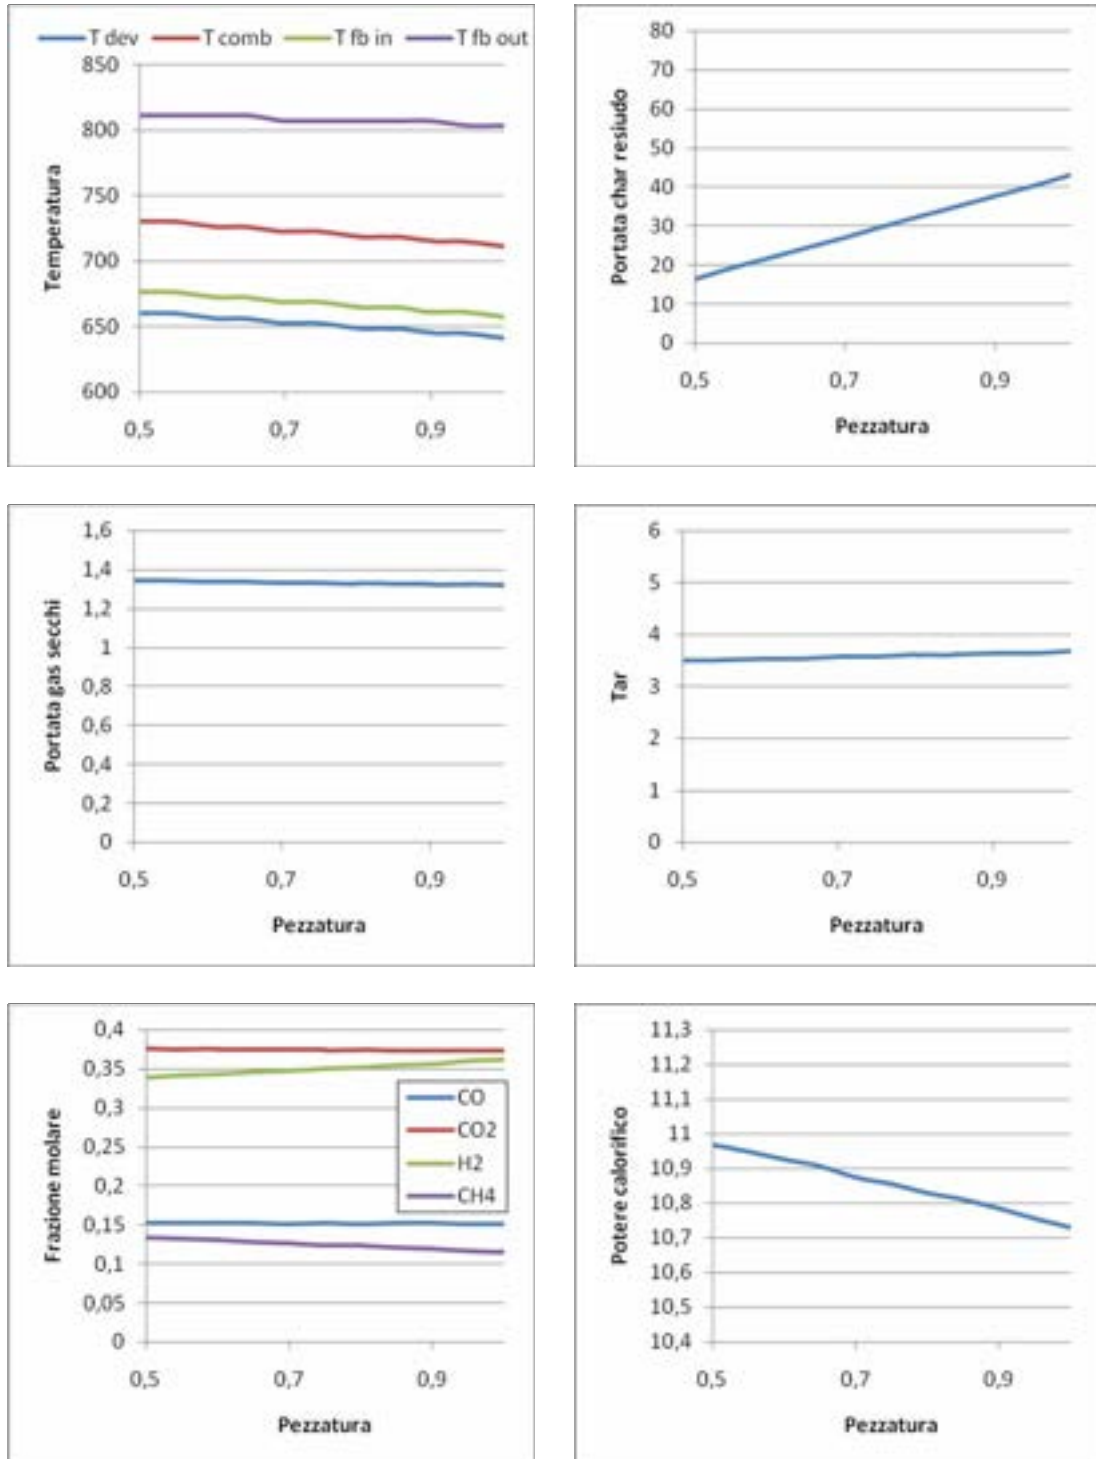 T dev T comb T fb in T fb out
850
800
750
700
650
600
Temperatura
0,5 0,7 0,9
80
70
60
50
40
30
20
10
0
Portata char resiudo
0,5 0,7 0,9
Pezzatura
1,6
1,4
1,2
1
0,8
0,6
0,4
0,2
0
Portata gas secchi
0,5 0,7 0,9
Pezzatura
6
5
4
3
2
1
0
Tar
0,5 0,7 0,9
Pezzatura
0,4
0,35
0,3
0,25
0,2
0,15
0,1
0,05
0
Frazione molare
CO
CO2
H2
CH4
0,5 0,7 0,9
Pezzatura
11,3
11,2
11,1
11
10,9
10,8
10,7
10,6
10,5
10,4
Potere calorifico
0,5 0,7 0,9
Pezzatura